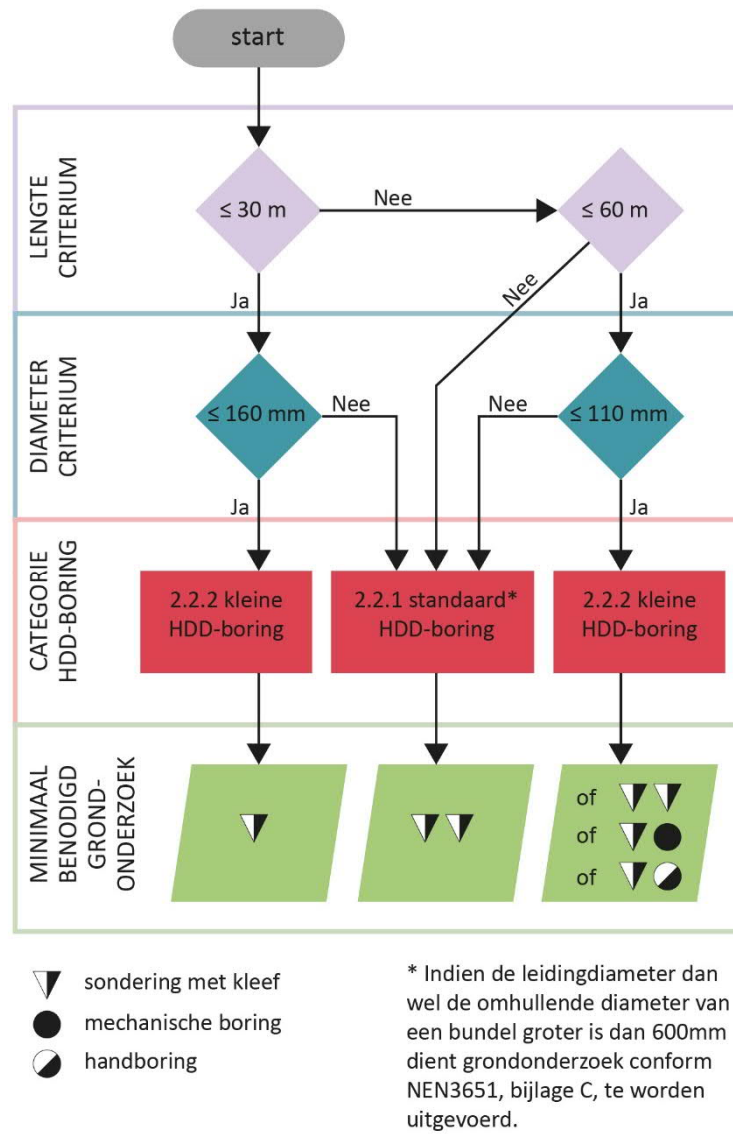 start
LENGTE
CRITERIUM
≤ 30 m
Nee
≤ 60 m
Nee
Ja
Ja
DIAMETER
CRITERIUM
≤ 160 mm
Nee
Nee
≤ 110 mm
Ja
Ja
CATEGORIE
HDD-BORING
2.2.2 kleine
HDD-boring
2.2.1 standaard*
HDD-boring
2.2.2 kleine
HDD-boring
MINIMAAL
BENODIGD
GROND-
ONDERZOEK
of
of
of
sondering met kleef
mechanische boring
handboring
* Indien de leidingdiameter dan
wel de omhullende diameter van
een bundel groter is dan 600mm
dient grondonderzoek conform
NEN3651, bijlage C, te worden
uitgevoerd.